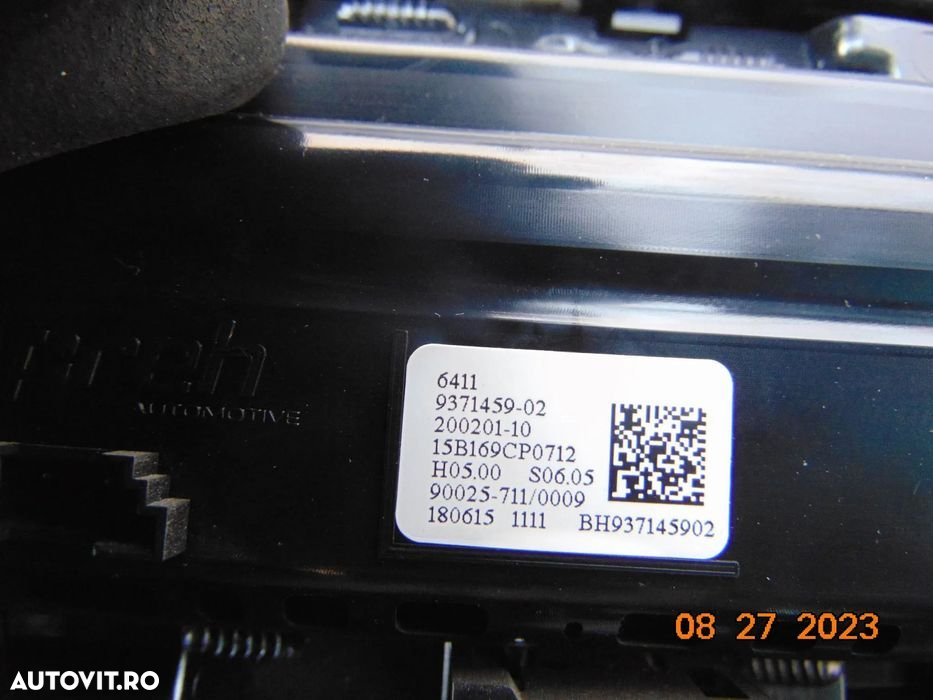 preh
AUTOMOTIVE
6411
9371459-02
200201-10
15B169CP0712
H05.00 S06.05
90025-711/0009
180615 1111 BH937145902
08 27 2023
AUTOVIT.RO